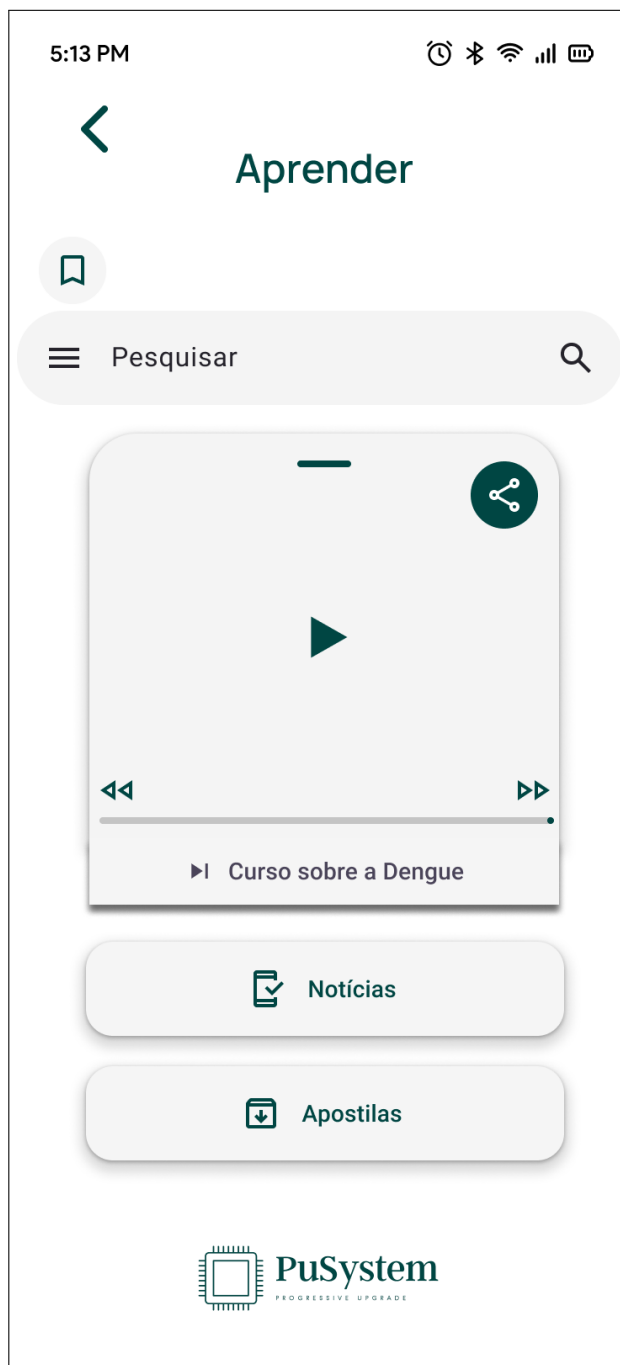 5:13 PM
Aprender
Pesquisar
Curso sobre a Dengue
Notícias
Apostilas
PuSystem
PROGRESSIVE UPGRADE